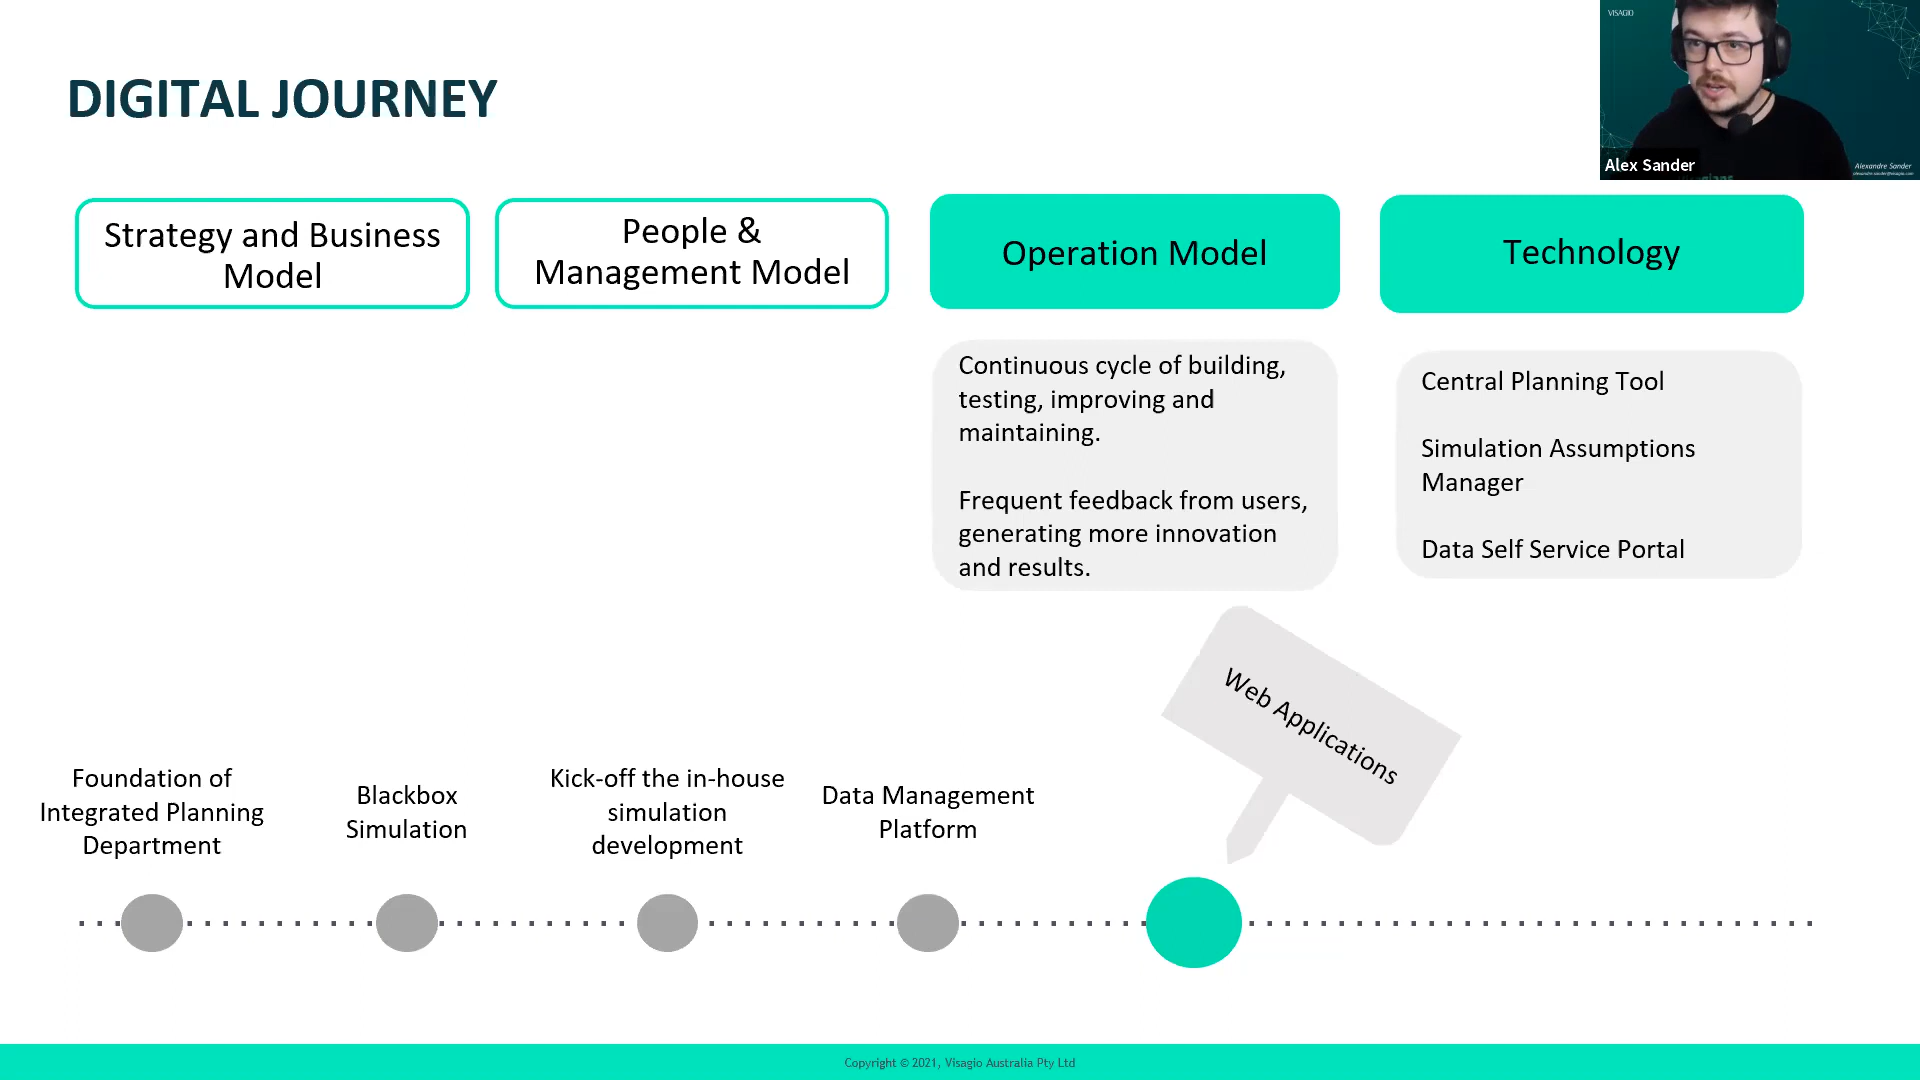 VISAGIO
DIGITAL JOURNEY
Alex Sander
Alexandre Sander
Strategy and Business
Model
People &
Management Model
Operation Model
Technology
Continuous cycle of building,
testing, improving and
maintaining.
Frequent feedback from users,
generating more innovation
and results.
Central Planning Tool
Simulation Assumptions
Manager
Data Self Service Portal
Web Applications
Foundation of
Integrated Planning
Department
Blackbox
Simulation
Kick-off the in-house
simulation
development
Data Management
Platform
Copyright © 2021, Visagio Australia Pty Ltd